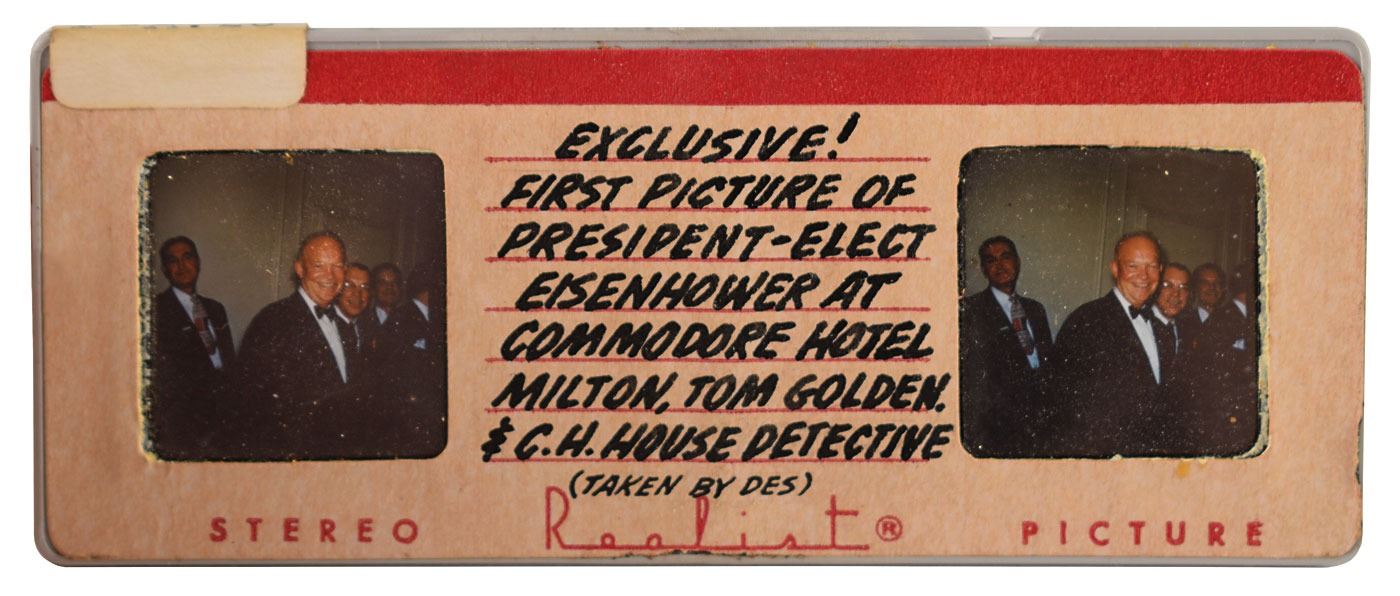 EXCLUSIVE!
FIRST PICTURE OF
PRESIDENT-ELECT
EISENHOWER AT
COMMODORE HOTEL
MILTON, TOM GOLDEN.
& C.H. HOUSE DETECTIVE
(TAKEN BY DES)
STEREO Realist® PICTURE